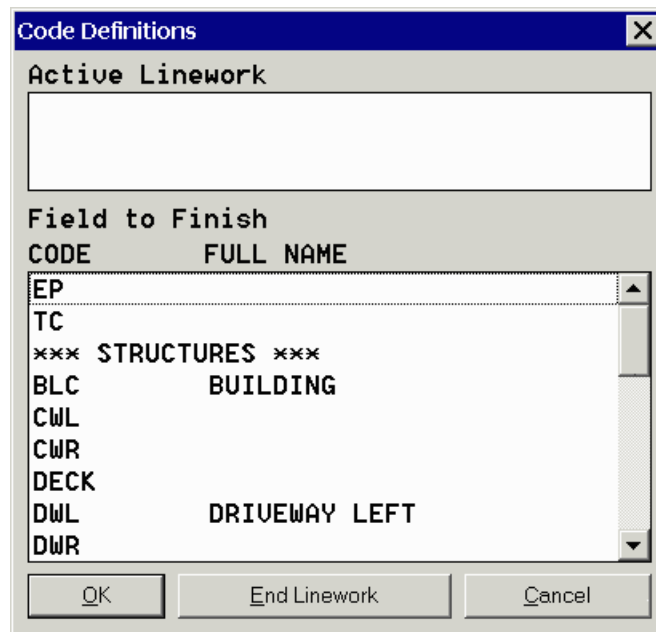 Code Definitions
Active Linework
Field to Finish
CODE FULL NAME
EP
TC
*** STRUCTURES ***
BLC BUILDING
CWL
CWR
DECK
DWL DRIVEWAY LEFT
DWR
OK End Linework Cancel